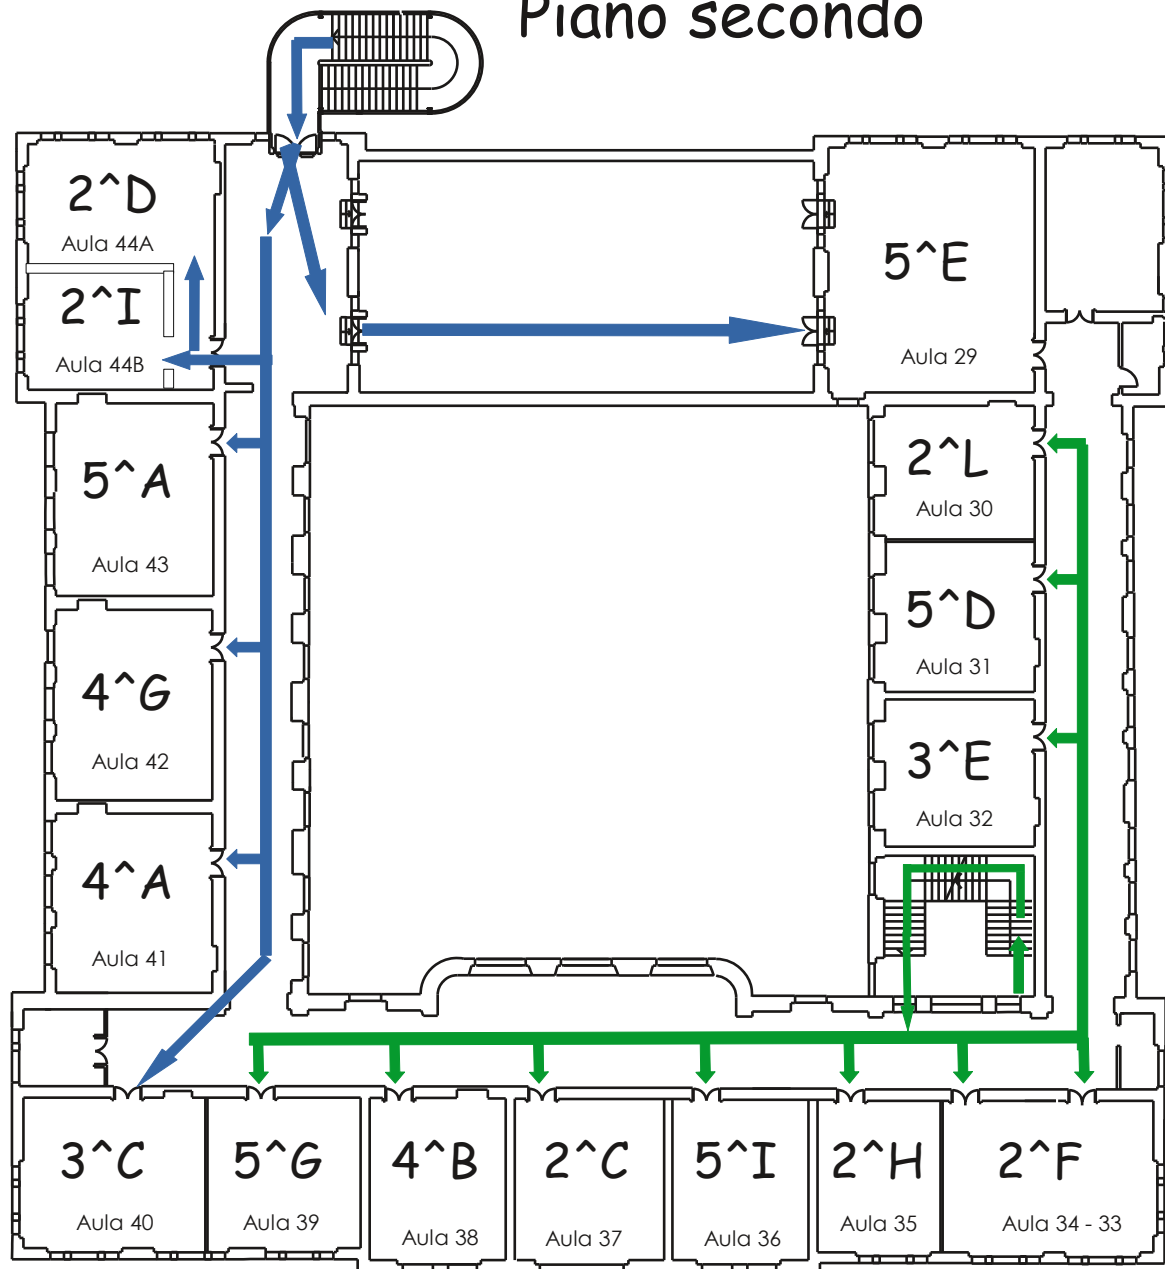 Piano secondo
2^D
Aula 44A
2^I
Aula 44B
5^E
Aula 29
5^A
Aula 43
2^L
Aula 30
4^G
Aula 42
5^D
Aula 31
3^E
Aula 32
4^A
Aula 41
3^C
Aula 40
5^G
Aula 39
4^B
Aula 38
2^C
Aula 37
5^I
Aula 36
2^H
Aula 35
2^F
Aula 34 - 33